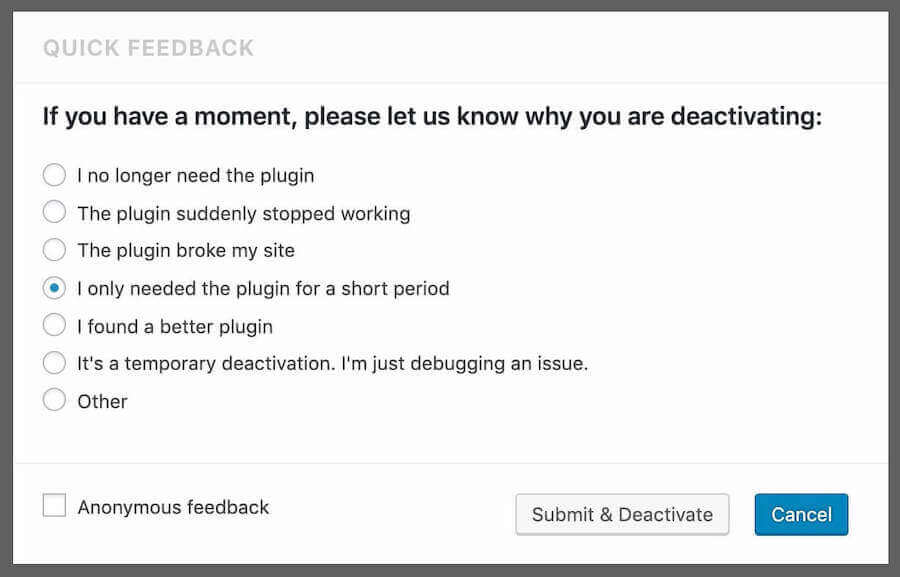 QUICK FEEDBACK
If you have a moment, please let us know why you are deactivating:
I no longer need the plugin
The plugin suddenly stopped working
The plugin broke my site
I only needed the plugin for a short period
I found a better plugin
It's a temporary deactivation. I'm just debugging an issue.
Other
Anonymous feedback
Submit & Deactivate
Cancel